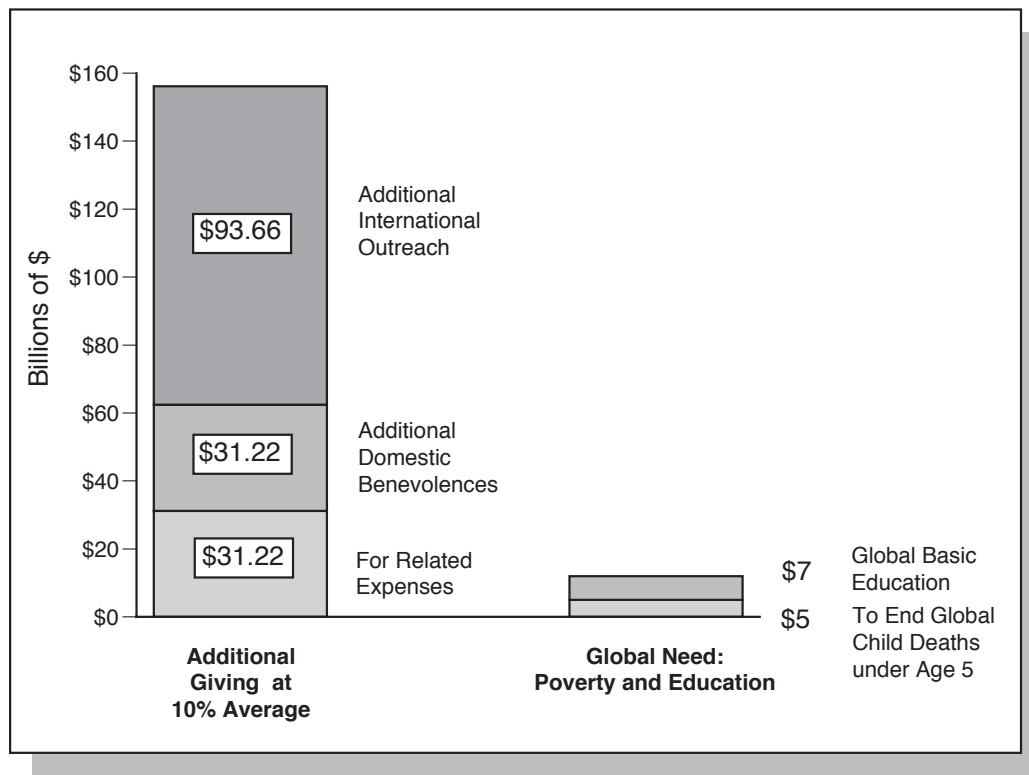 Billions of $
$160
$140
$120
$100
$80
$60
$40
$20
$0
$93.66
Additional
International
Outreach
$31.22
Additional
Domestic
Benevolences
$31.22
For Related
Expenses
$7
Global Basic
Education
$5
To End Global
Child Deaths
under Age 5
Additional
Giving at
10% Average
Global Need:
Poverty and Education